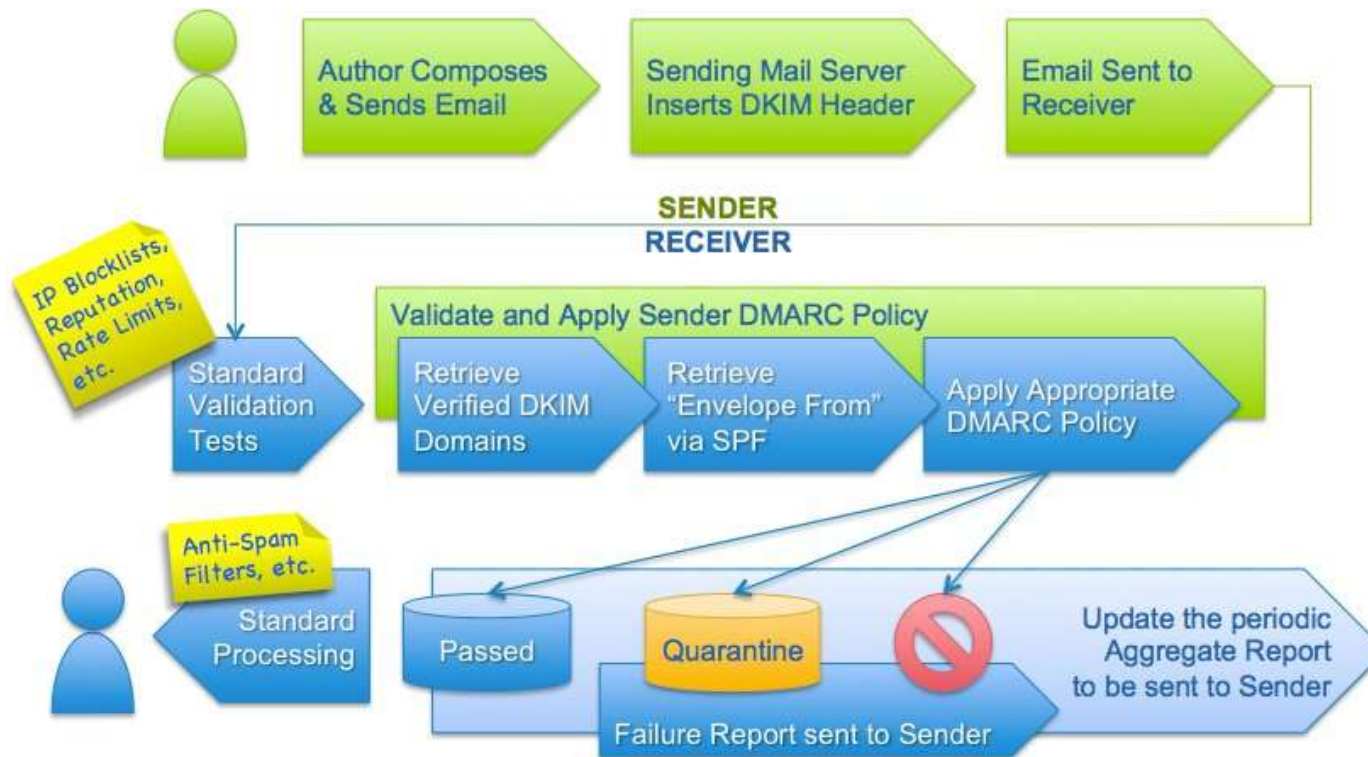 Author Composes
& Sends Email
Sending Mail Server
Inserts DKIM Header
Email Sent to
Receiver
SENDER
RECEIVER
IP Blocklists,
Reputation,
Rate Limits,
etc.
Validate and Apply Sender DMARC Policy
Standard
Validation
Tests
Retrieve
Verified DKIM
Domains
Retrieve
“Envelope From”
via SPF
Apply Appropriate
DMARC Policy
Anti-Spam
Filters, etc.
Standard
Processing
Passed
Quarantine
Update the periodic
Aggregate Report
to be sent to Sender
Failure Report sent to Sender